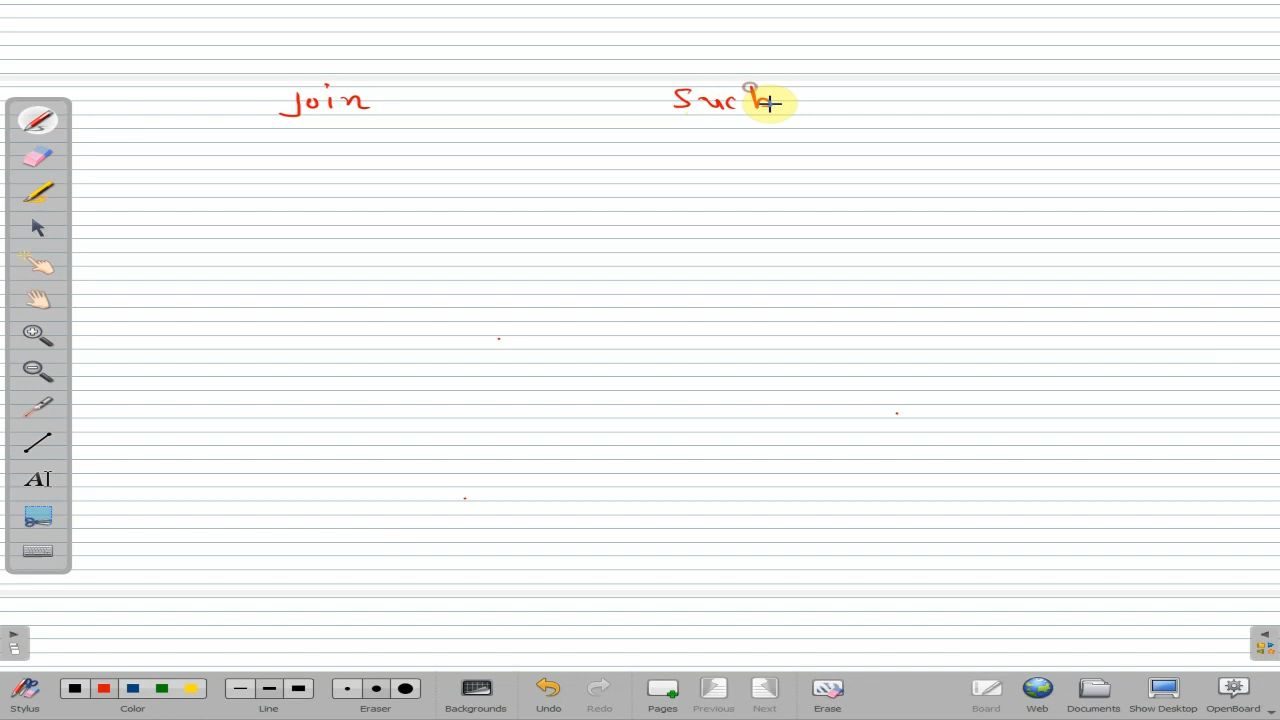 Join Such
AI
Stylus Color Line Eraser Backgrounds Undo Redo Pages Previous Next Erase Board Web Documents Show Desktop OpenBoard